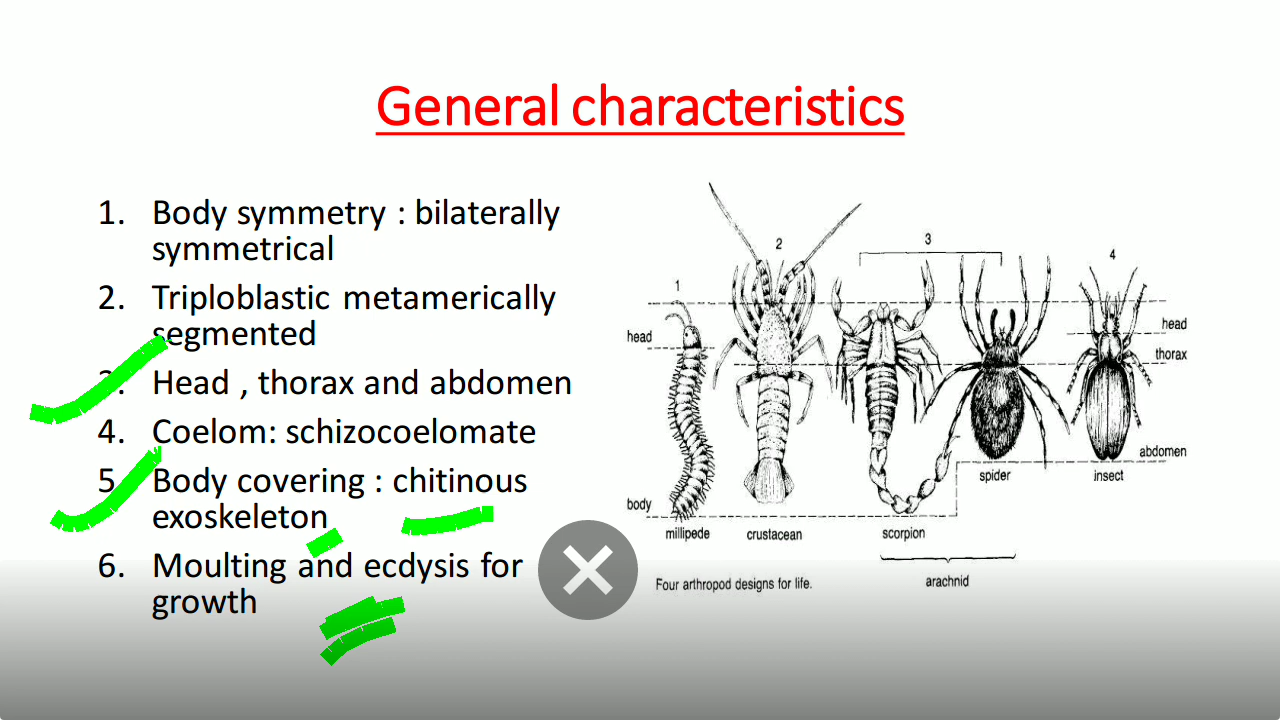 General characteristics
1. Body symmetry : bilaterally
symmetrical
2. Triploblastic metamerically
segmented
3. Head , thorax and abdomen
4. Coelom: schizocoelomate
5. Body covering : chitinous
exoskeleton
6. Moulting and ecdysis for
growth
1
2
3
4
head
head
thorax
abdomen
body
millipede
crustacean
scorpion
spider
insect
arachnid
Four arthropod designs for life.